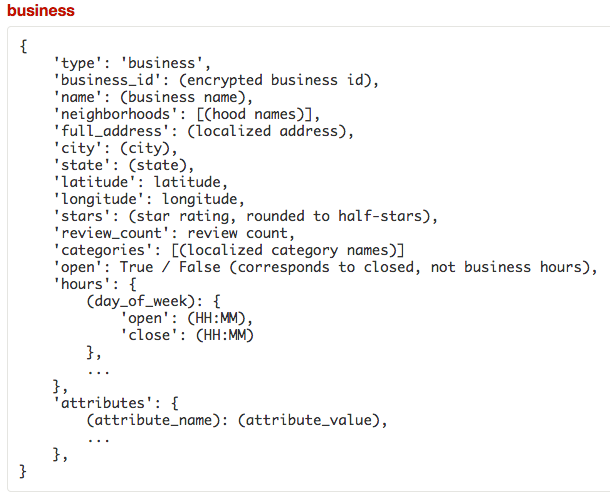 business
{
    'type': 'business',
    'business_id': (encrypted business id),
    'name': (business name),
    'neighborhoods': [(hood names)],
    'full_address': (localized address),
    'city': (city),
    'state': (state),
    'latitude': latitude,
    'longitude': longitude,
    'stars': (star rating, rounded to half-stars),
    'review_count': review count,
    'categories': [(localized category names)]
    'open': True / False (corresponds to closed, not business hours),
    'hours': {
        (day_of_week): {
            'open': (HH:MM),
            'close': (HH:MM)
        },
        ...
    },
    'attributes': {
        (attribute_name): (attribute_value),
        ...
    },
}